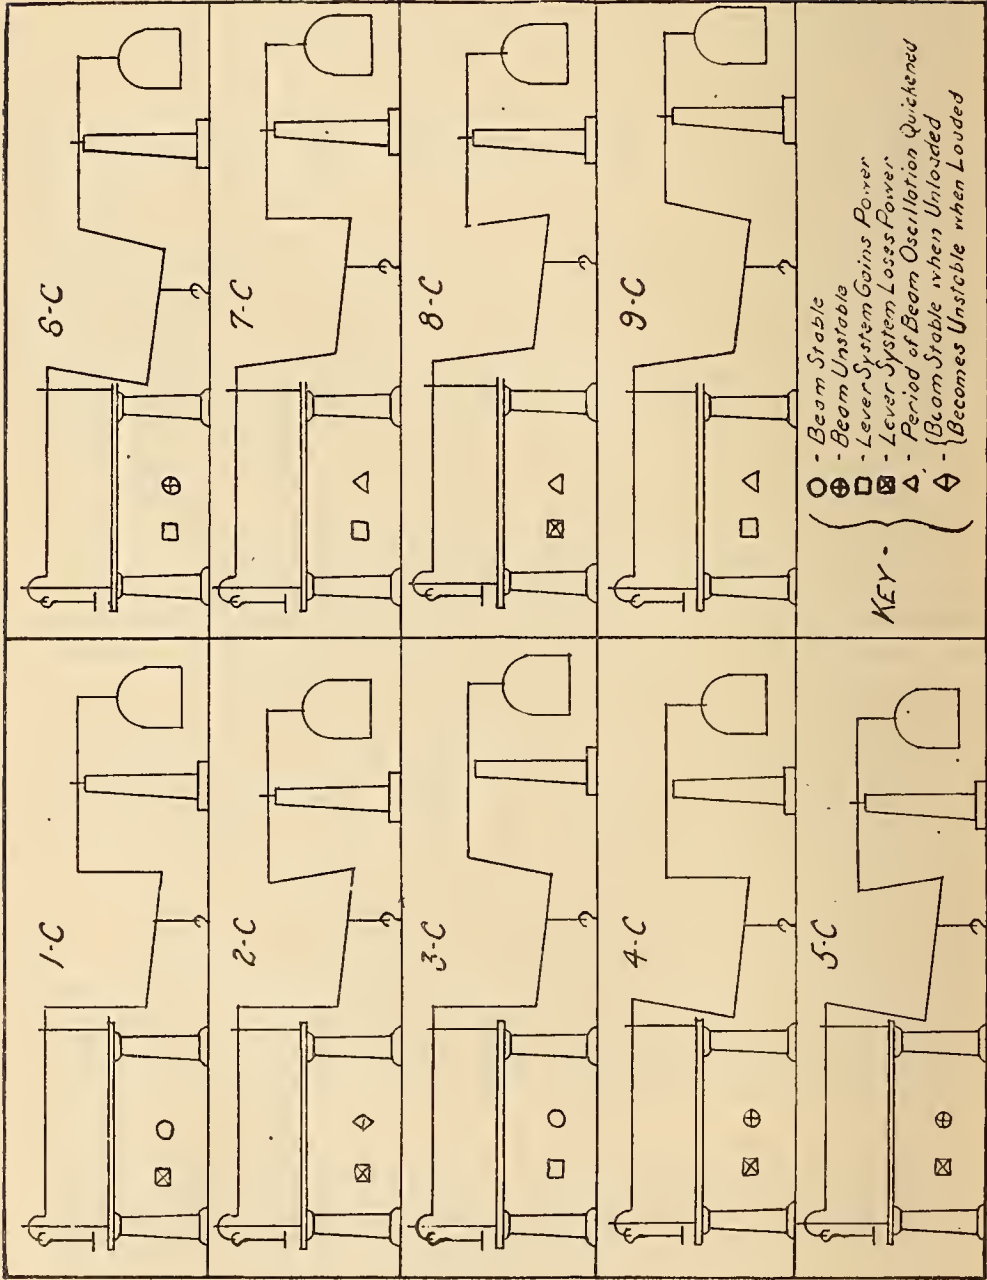 1-C
2-C
3-C
4-C
5-C
6-C
7-C
8-C
9-C
KEY -
- Beam Stable
- Beam Unstable
- Lever System Gains Power
- Lever System Loses Power
- Period of Beam Oscillation Quickened
- {Beam Stable when Unloaded
{Becomes Unstable when Loaded